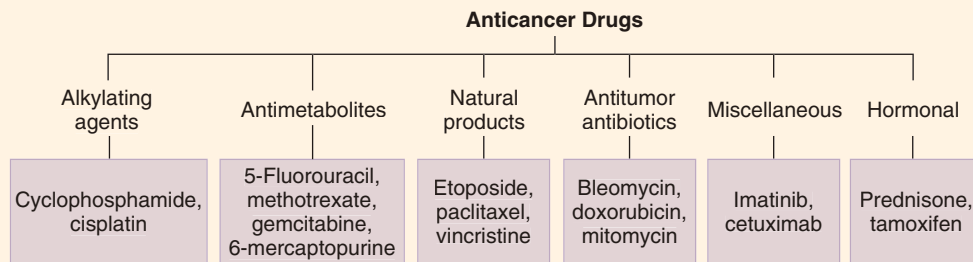 Anticancer Drugs
Alkylating
agents
Antimetabolites
Natural
products
Antitumor
antibiotics
Miscellaneous
Hormonal
Cyclophosphamide,
cisplatin
5-Fluorouracil,
methotrexate,
gemcitabine,
6-mercaptopurine
Etoposide,
paclitaxel,
vincristine
Bleomycin,
doxorubicin,
mitomycin
Imatinib,
cetuximab
Prednisone,
tamoxifen